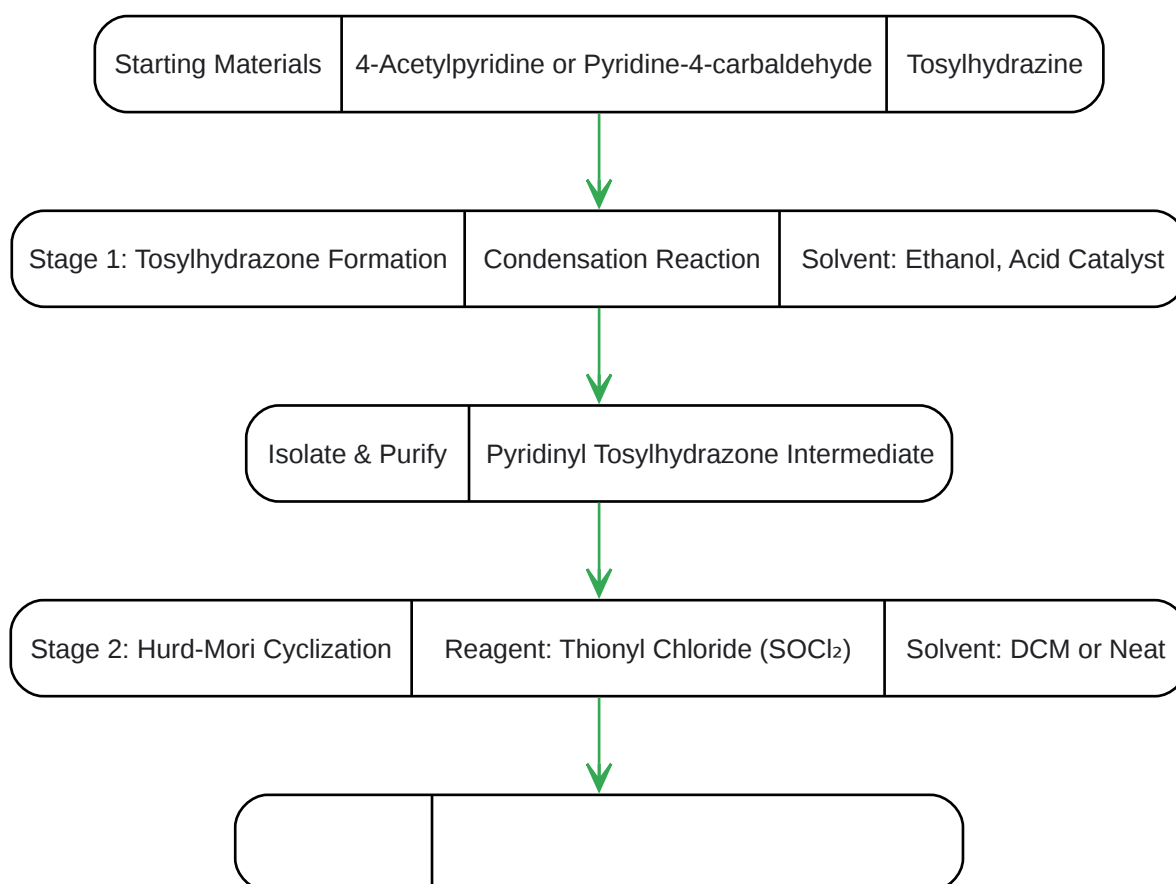 Starting Materials 4-Acetylpyridine or Pyridine-4-carbaldehyde Tosylhydrazine
Stage 1: Tosylhydrazone Formation Condensation Reaction Solvent: Ethanol, Acid Catalyst
Isolate & Purify Pyridinyl Tosylhydrazone Intermediate
Stage 2: Hurd-Mori Cyclization Reagent: Thionyl Chloride (SOCl₂) Solvent: DCM or Neat